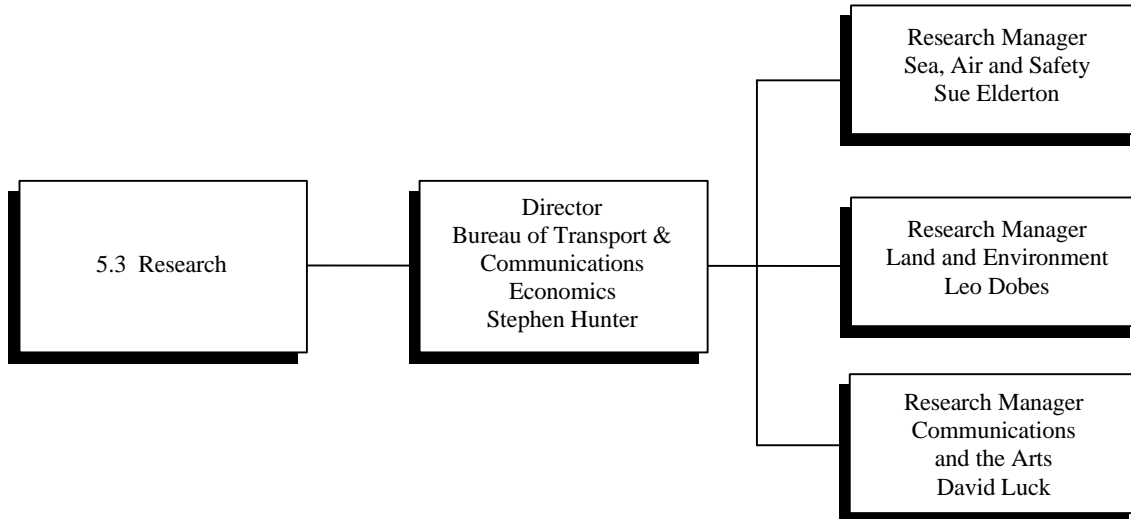 5.3 Research
Director
Bureau of Transport &
Communications
Economics
Stephen Hunter
Research Manager
Sea, Air and Safety
Sue Elderton
Research Manager
Land and Environment
Leo Dobes
Research Manager
Communications
and the Arts
David Luck